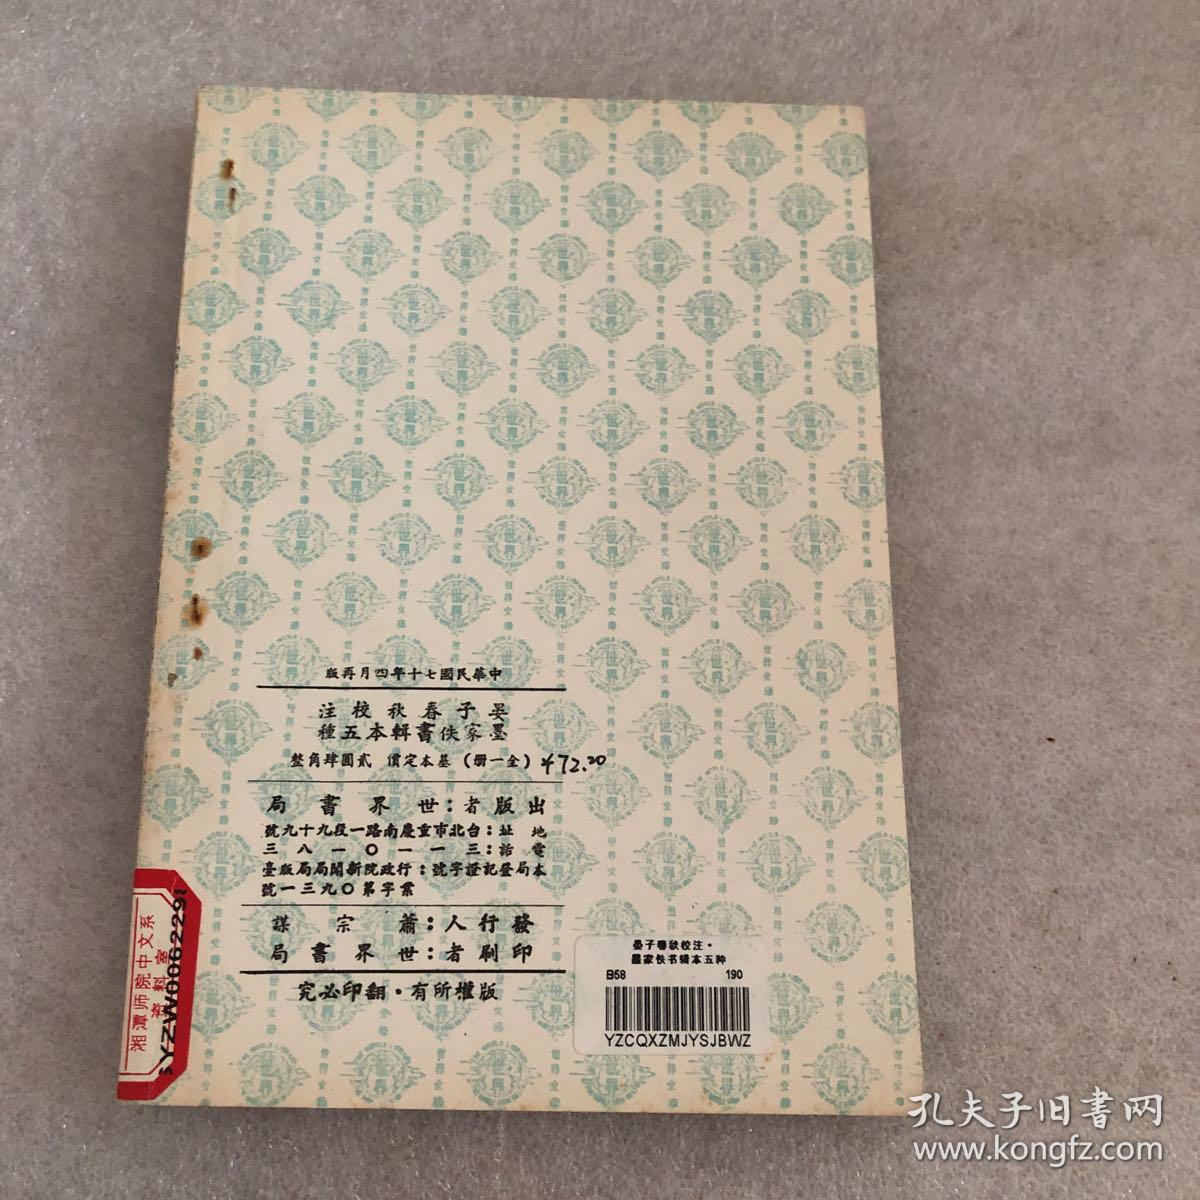 中華民國七十年四月再版
晏子春秋校注
墨家佚書輯本五種
(全一冊) 基本定價 貳圓肆角整 ¥72.20
出版者:世界書局
地址:台北市重慶南路一段九十九號
電話:三一一〇一八三
本局登記證字號:行政院新聞局局版臺
業字第〇九三一號
發行人:蕭宗謀
印刷者:世界書局
版權所有·翻印必究
湘潭师院中文系
资料室
SYZW0062298
晏子春秋校注·
墨家佚书辑本五种
B58 190
YZCQXZMJYSJBWZ
世界
孔夫子旧书网
www.kongfz.com